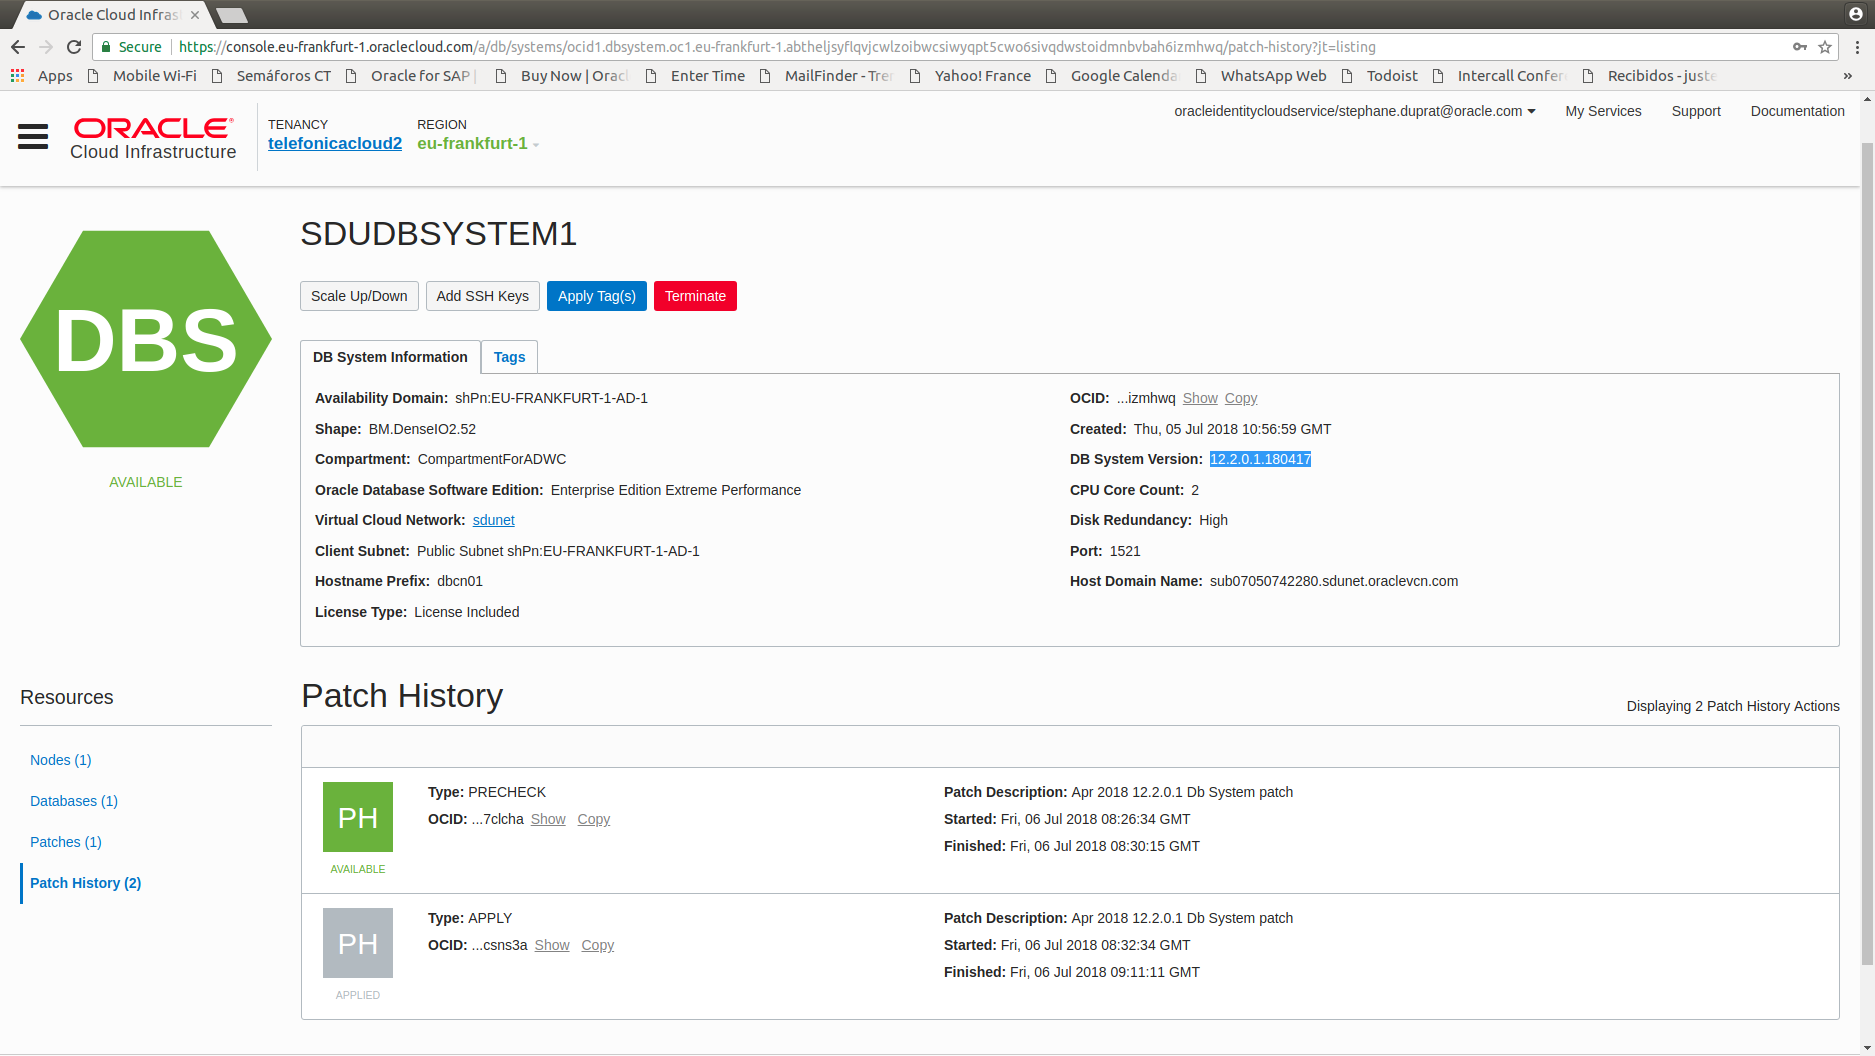 Oracle Cloud Infras
Secure https://console.eu-frankfurt-1.oraclecloud.com/a/db/systems/ocid1.dbsystem.oc1.eu-frankfurt-1.abtheljsyflqvjcwlzoibwcsiwyqpt5cwo6sivqdwstoidmnbvbah6izmhwq/patch-history?jt=listing
Apps Mobile Wi-Fi Semáforos CT Oracle for SAP | Buy Now | Orac Enter Time MailFinder - Tre Yahoo! France Google Calenda WhatsApp Web Todoist Intercall Confer Recibidos - juste »
ORACLE®
Cloud Infrastructure
TENANCY
telefonicacloud2
REGION
eu-frankfurt-1
oracleidentitycloudservice/stephane.duprat@oracle.com My Services Support Documentation
DBS
AVAILABLE
SDUDBSYSTEM1
Scale Up/Down Add SSH Keys Apply Tag(s) Terminate
DB System Information Tags
Availability Domain: shPn:EU-FRANKFURT-1-AD-1
Shape: BM.DenseIO2.52
Compartment: CompartmentForADWC
Oracle Database Software Edition: Enterprise Edition Extreme Performance
Virtual Cloud Network: sdunet
Client Subnet: Public Subnet shPn:EU-FRANKFURT-1-AD-1
Hostname Prefix: dbcn01
License Type: License Included
OCID: ...izmhwq Show Copy
Created: Thu, 05 Jul 2018 10:56:59 GMT
DB System Version: 12.2.0.1.180417
CPU Core Count: 2
Disk Redundancy: High
Port: 1521
Host Domain Name: sub07050742280.sdunet.oraclevcn.com
Resources
Nodes (1)
Databases (1)
Patches (1)
Patch History (2)
Patch History
Displaying 2 Patch History Actions
PH
AVAILABLE
Type: PRECHECK
OCID: ...7clcha Show Copy
Patch Description: Apr 2018 12.2.0.1 Db System patch
Started: Fri, 06 Jul 2018 08:26:34 GMT
Finished: Fri, 06 Jul 2018 08:30:15 GMT
PH
APPLIED
Type: APPLY
OCID: ...csns3a Show Copy
Patch Description: Apr 2018 12.2.0.1 Db System patch
Started: Fri, 06 Jul 2018 08:32:34 GMT
Finished: Fri, 06 Jul 2018 09:11:11 GMT